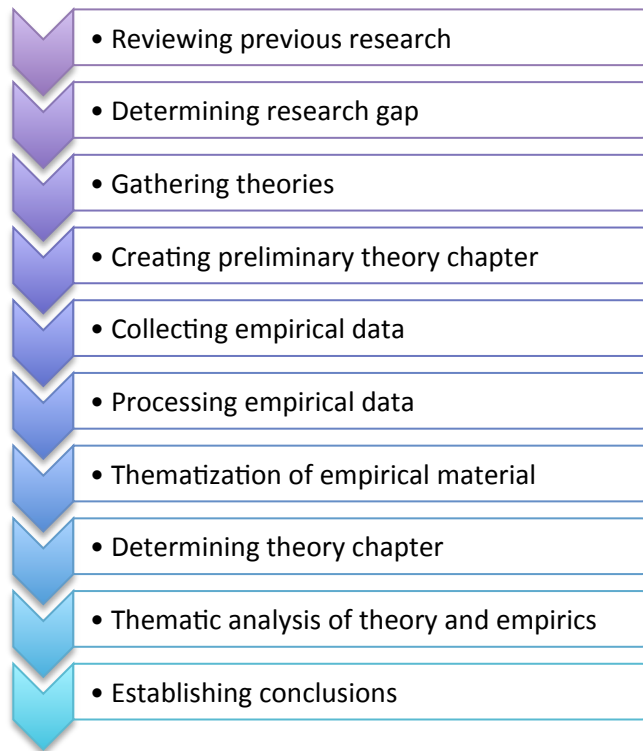 • Reviewing previous research
• Determining research gap
• Gathering theories
• Creating preliminary theory chapter
• Collecting empirical data
• Processing empirical data
• Thematization of empirical material
• Determining theory chapter
• Thematic analysis of theory and empirics
• Establishing conclusions